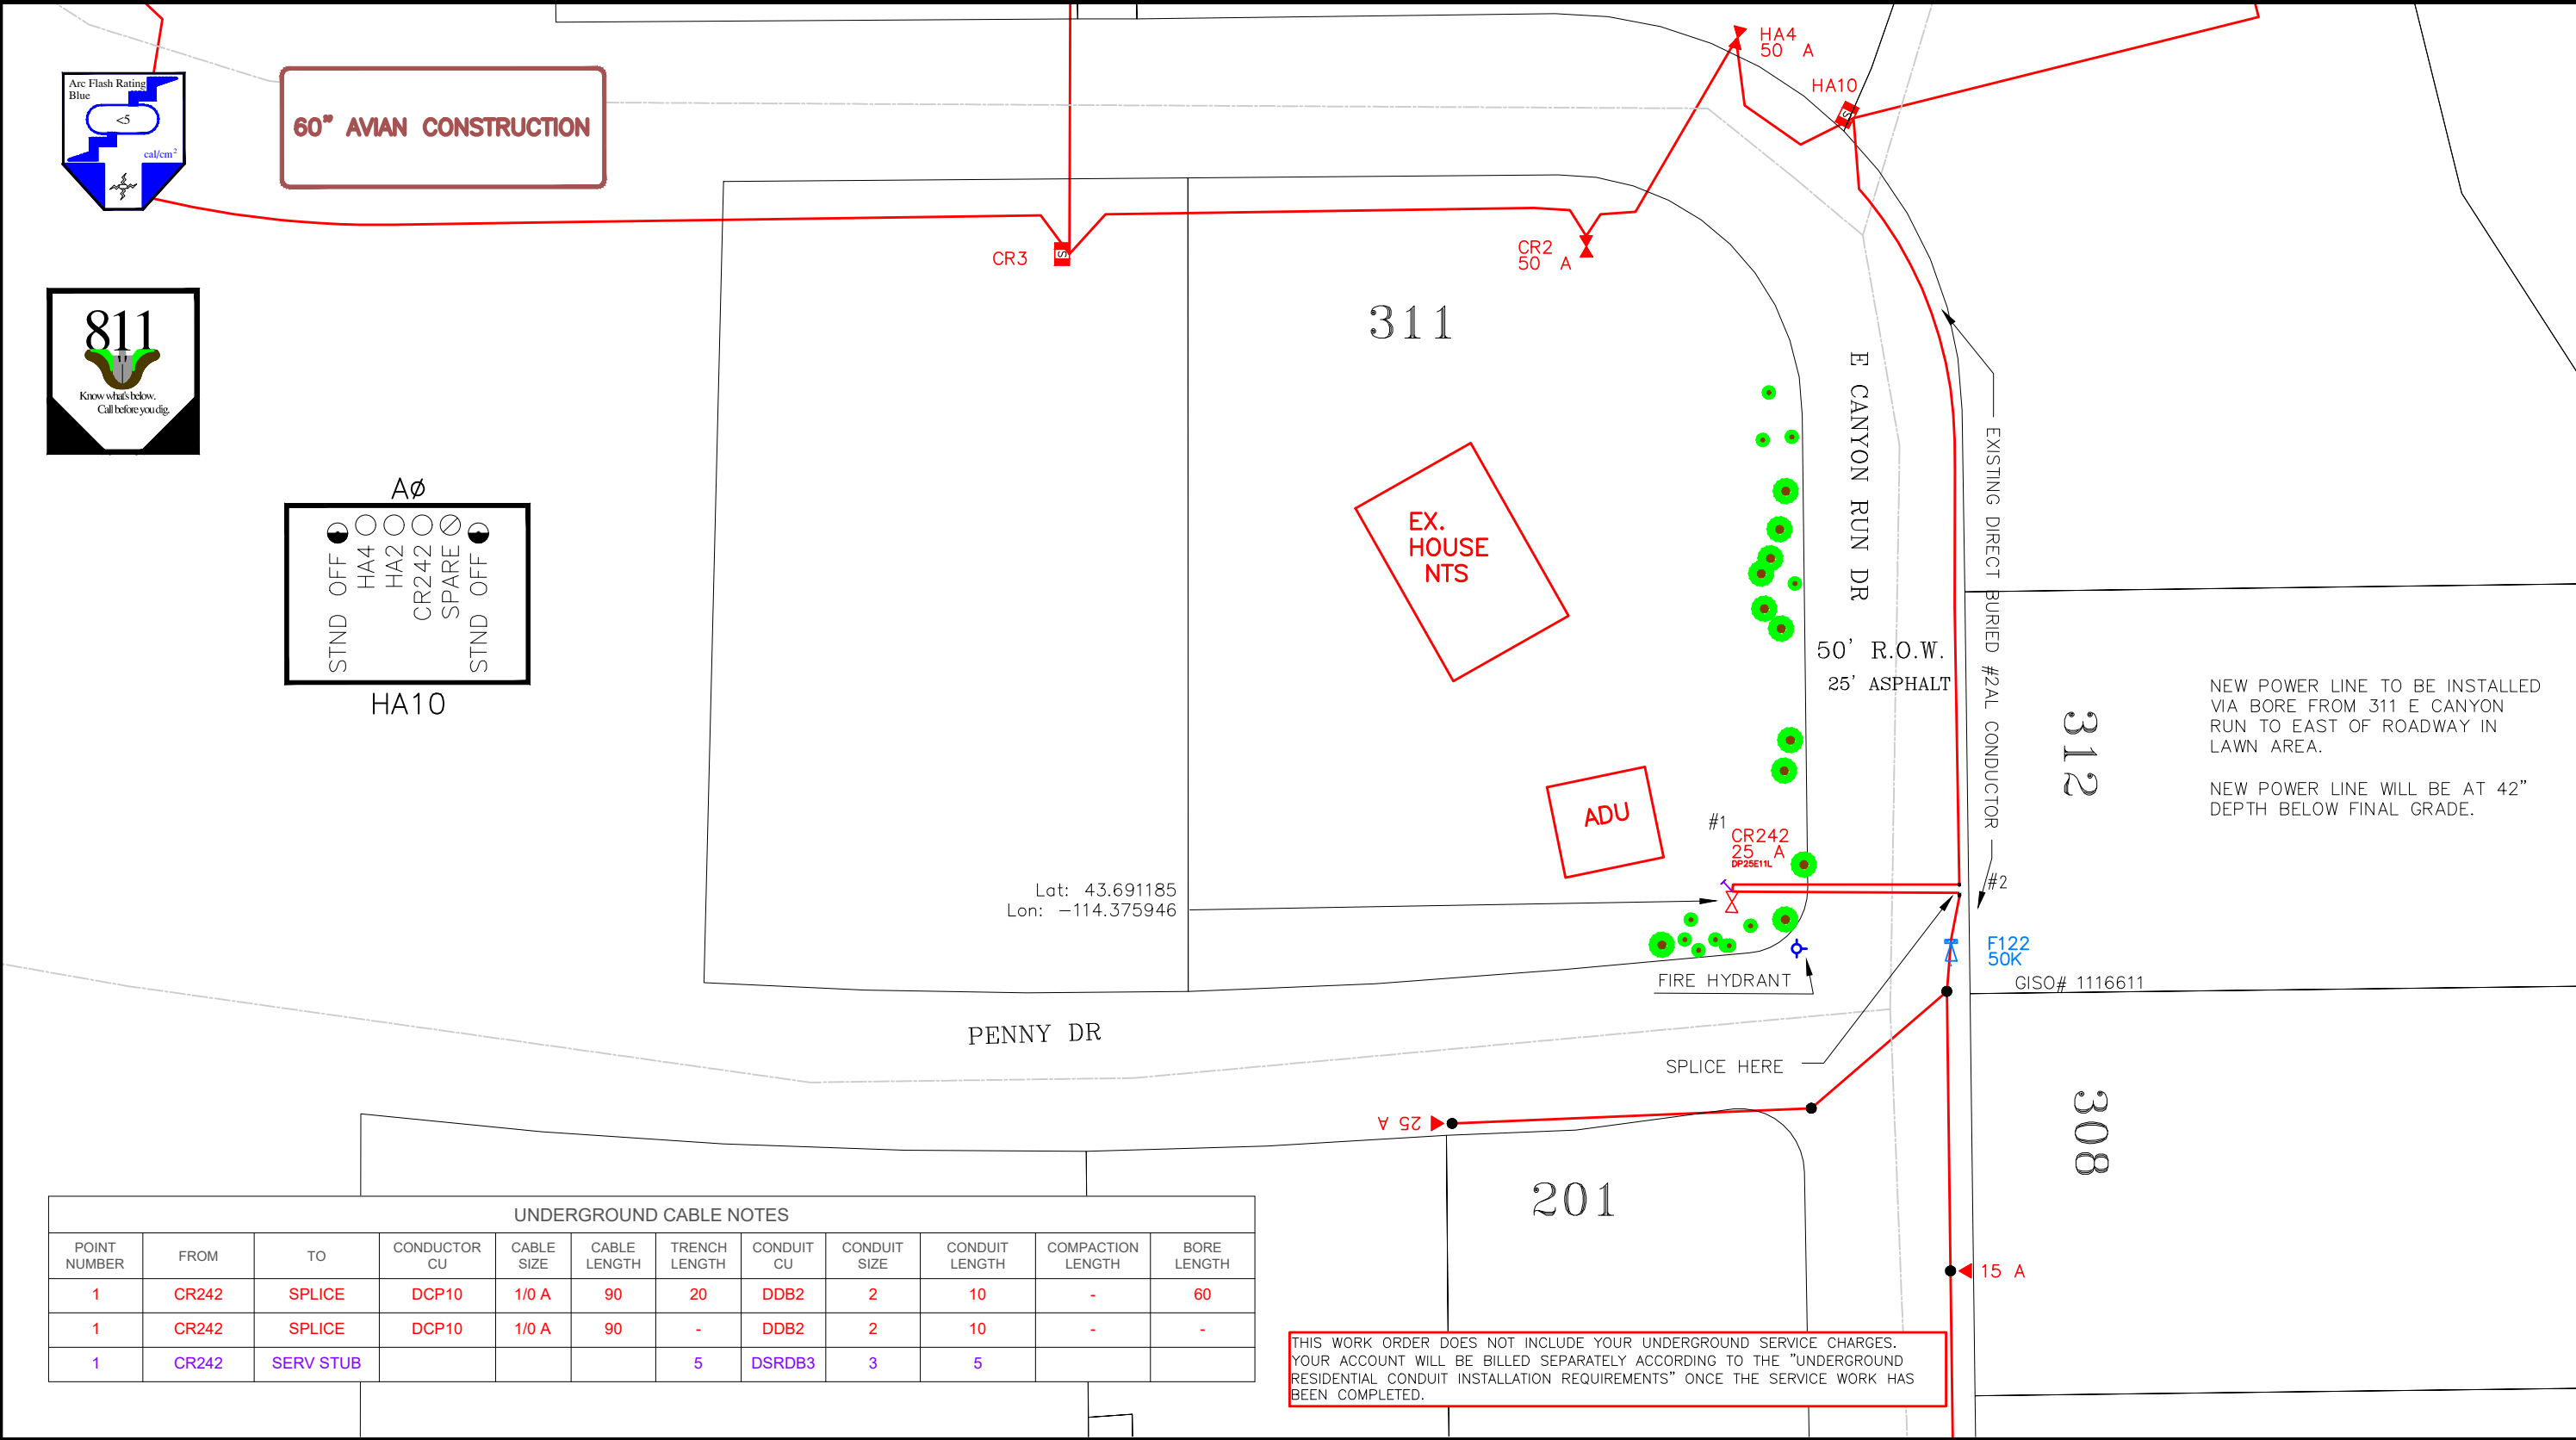 Arc Flash Rating
Blue
<5
cal/cm²
60" AVIAN CONSTRUCTION
HA4
50 A
HA10
S
CR3
S
CR2
50 A
811
Know what's below.
Call before you dig.
311
E CANYON RUN DR
EXISTING DIRECT BURIED #2AL CONDUCTOR
AØ
STND OFF
HA4
HA2
CR242
SPARE
STND OFF
HA10
EX.
HOUSE
NTS
50' R.O.W.
25' ASPHALT
312
NEW POWER LINE TO BE INSTALLED
VIA BORE FROM 311 E CANYON
RUN TO EAST OF ROADWAY IN
LAWN AREA.
NEW POWER LINE WILL BE AT 42"
DEPTH BELOW FINAL GRADE.
ADU
#1
CR242
25 A
DP25E11L
Lat: 43.691185
Lon: -114.375946
#2
F122
50K
FIRE HYDRANT
GISO# 1116611
PENNY DR
SPLICE HERE
25 A
308
201
15 A
UNDERGROUND CABLE NOTES
POINT NUMBER FROM TO CONDUCTOR CU CABLE SIZE CABLE LENGTH TRENCH LENGTH CONDUIT CU CONDUIT SIZE CONDUIT LENGTH COMPACTION LENGTH BORE LENGTH
1 CR242 SPLICE DCP10 1/0 A 90 20 DDB2 2 10 - 60
1 CR242 SPLICE DCP10 1/0 A 90 - DDB2 2 10 - -
1 CR242 SERV STUB 5 DSRDB3 3 5
THIS WORK ORDER DOES NOT INCLUDE YOUR UNDERGROUND SERVICE CHARGES.
YOUR ACCOUNT WILL BE BILLED SEPARATELY ACCORDING TO THE "UNDERGROUND
RESIDENTIAL CONDUIT INSTALLATION REQUIREMENTS" ONCE THE SERVICE WORK HAS
BEEN COMPLETED.